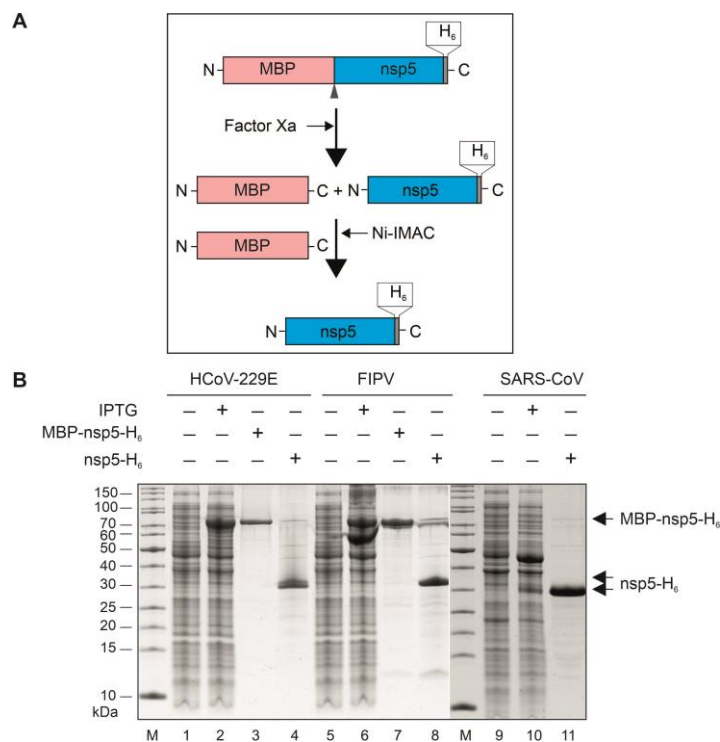 A
H6
N- MBP nsp5 -C
Factor Xa
H6
N- MBP -C + N- nsp5 -C
Ni-IMAC
N- MBP -C
H6
N- nsp5 -C
B
HCoV-229E FIPV SARS-CoV
IPTG – + – – – + – – – + –
MBP-nsp5-H6 – – + – – – + – – – –
nsp5-H6 – – – + – – – + – – +
150
100
70 MBP-nsp5-H6
60
50
40
30 nsp5-H6
20
15
10
kDa
M 1 2 3 4 5 6 7 8 M 9 10 11